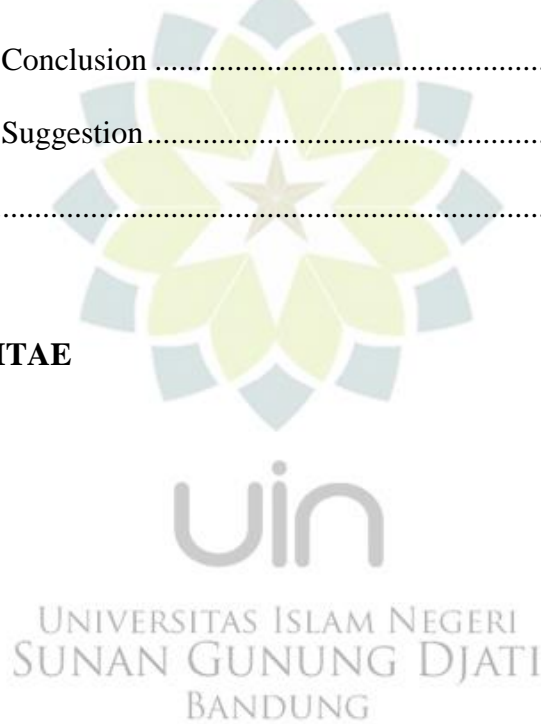 Conclusion ................................................
Suggestion .................................................
....................................................................
ITAE
uin
UNIVERSITAS ISLAM NEGERI
SUNAN GUNUNG DJATI
BANDUNG